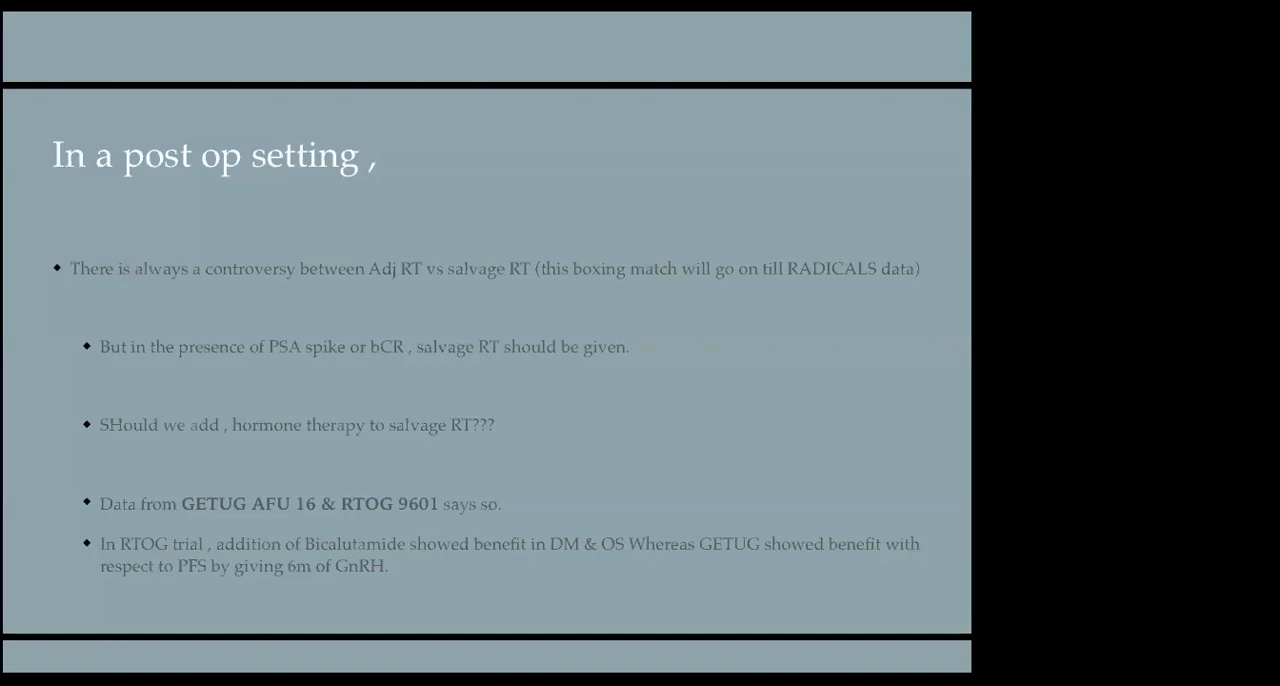 In a post op setting ,
There is always a controversy between Adj RT vs salvage RT (this boxing match will go on till RADICALS data)
But in the presence of PSA spike or bCR , salvage RT should be given.
SHould we add , hormone therapy to salvage RT???
Data from GETUG AFU 16 & RTOG 9601 says so.
In RTOG trial , addition of Bicalutamide showed benefit in DM & OS Whereas GETUG showed benefit with
respect to PFS by giving 6m of GnRH.